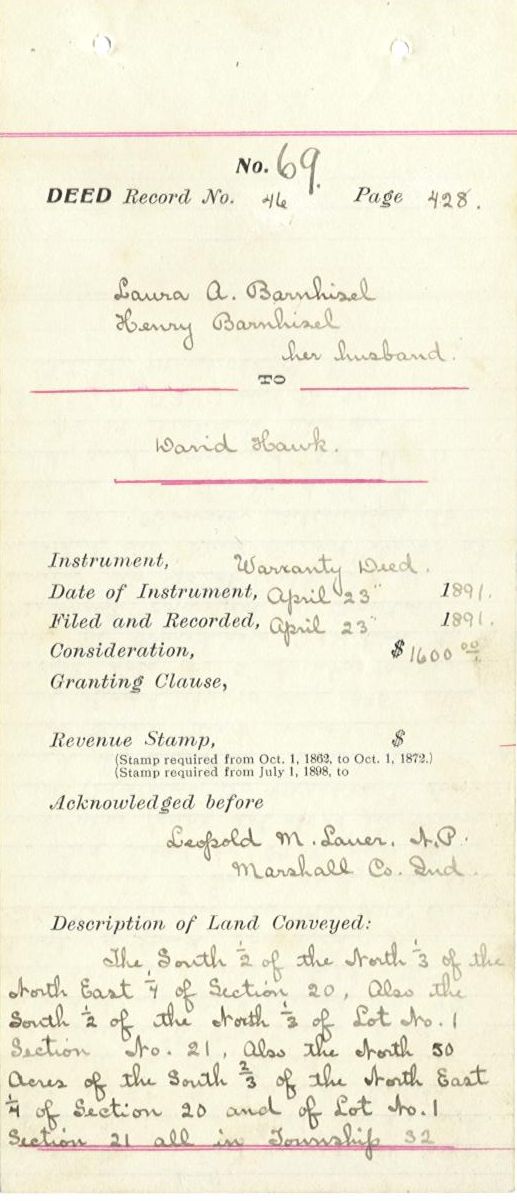 No. 69.
DEED Record No. 46 Page 428.
Laura A. Barnhisel
Henry Barnhisel
her husband.
TO
David Hawk.
Instrument, Warranty Deed.
Date of Instrument, April 23" 1891.
Filed and Recorded, April 23" 1891.
Consideration, $1600 00/
Granting Clause,
Revenue Stamp, $
(Stamp required from Oct. 1, 1862, to Oct. 1, 1872.)
(Stamp required from July 1, 1898, to
Acknowledged before
Leopold M. Lauer, N.P.
Marshall Co. Ind.
Description of Land Conveyed:
The South 1/2 of the North 1/3 of the
North East 1/4 of Section 20, Also the
South 1/2 of the North 1/3 of Lot No. 1
Section No. 21, Also the North 50
Acres of the South 2/3 of the North East
1/4 of Section 20 and of Lot No. 1
Section 21 all in Township 32